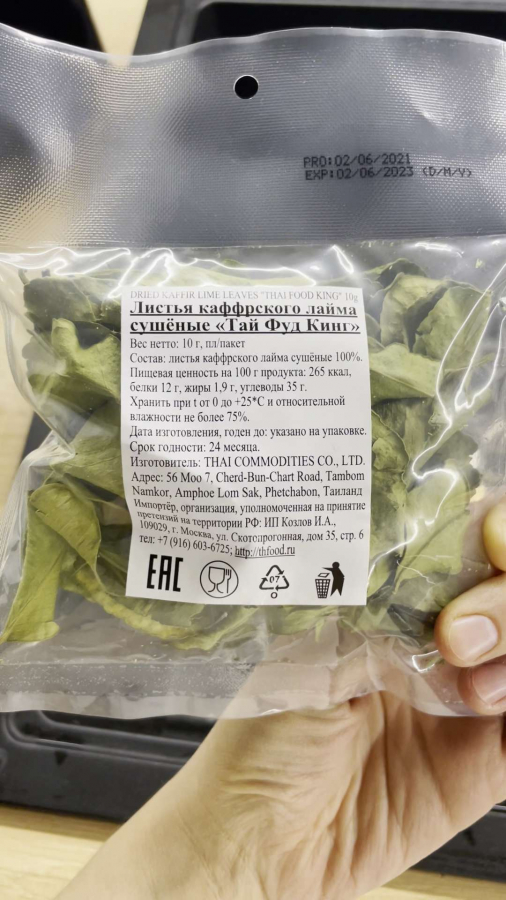 PRO:02/06/2021
EXP:02/06/2023 (D/M/Y)
DRIED KAFFIR LIME LEAVES "THAI FOOD KING" 10g
Листья каффрского лайма
сушёные «Тай Фуд Кинг»
Вес нетто: 10 г, пл/пакет
Состав: листья каффрского лайма сушёные 100%.
Пищевая ценность на 100 г продукта: 265 ккал,
белки 12 г, жиры 1,9 г, углеводы 35 г.
Хранить при t от 0 до +25*С и относительной
влажности не более 75%.
Дата изготовления, годен до: указано на упаковке.
Срок годности: 24 месяца.
Изготовитель: THAI COMMODITIES CO., LTD.
Адрес: 56 Moo 7, Cherd-Bun-Chart Road, Tambom
Namkor, Amphoe Lom Sak, Phetchabon, Таиланд
Импортёр, организация, уполномоченная на принятие
претензий на территории РФ: ИП Козлов И.А.,
109029, г. Москва, ул. Скотопрогонная, дом 35, стр. 6
тел: +7 (916) 603-6725; http://thfood.ru
EAC
07
O